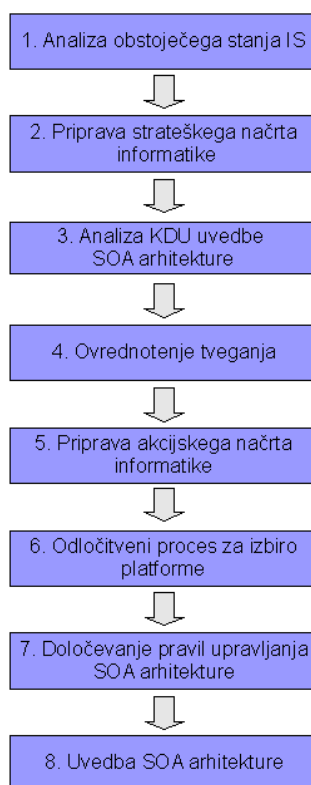 1. Analiza obstoječega stanja IS
2. Priprava strateškega načrta
informatike
3. Analiza KDU uvedbe
SOA arhitekture
4. Ovrednotenje tveganja
5. Priprava akcijskega načrta
informatike
6. Odločitveni proces za izbiro
platforme
7. Določevanje pravil upravljanja
SOA arhitekture
8. Uvedba SOA arhitekture